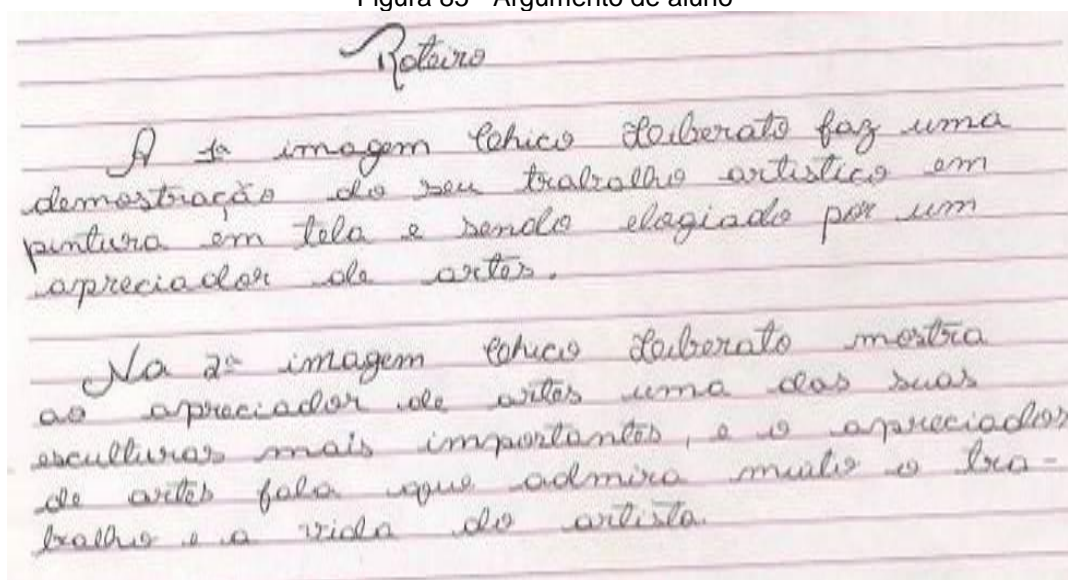 Figura 85 - Argumento de aluno
Roteiro
A 1ª imagem Chico Liberato faz uma
demostração do seu trabalho artistico em
pintura em tela e sendo elogiado por um
apreciador de artes.
Na 2ª imagem Chico Liberato mostra
ao apreciador de artes uma das suas
esculturas mais importantes, e o apreciador
de artes fala que admira muito o tra-
balho e a vida do artista.